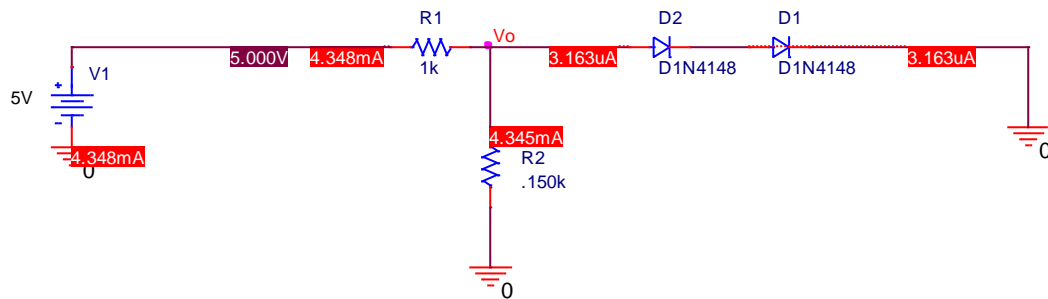 R1
Vo
D2
D1
5.000V
4.348mA
3.163uA
3.163uA
1k
D1N4148
D1N4148
V1
+
5V
-
4.345mA
4.348mA
0
R2
.150k
0
0